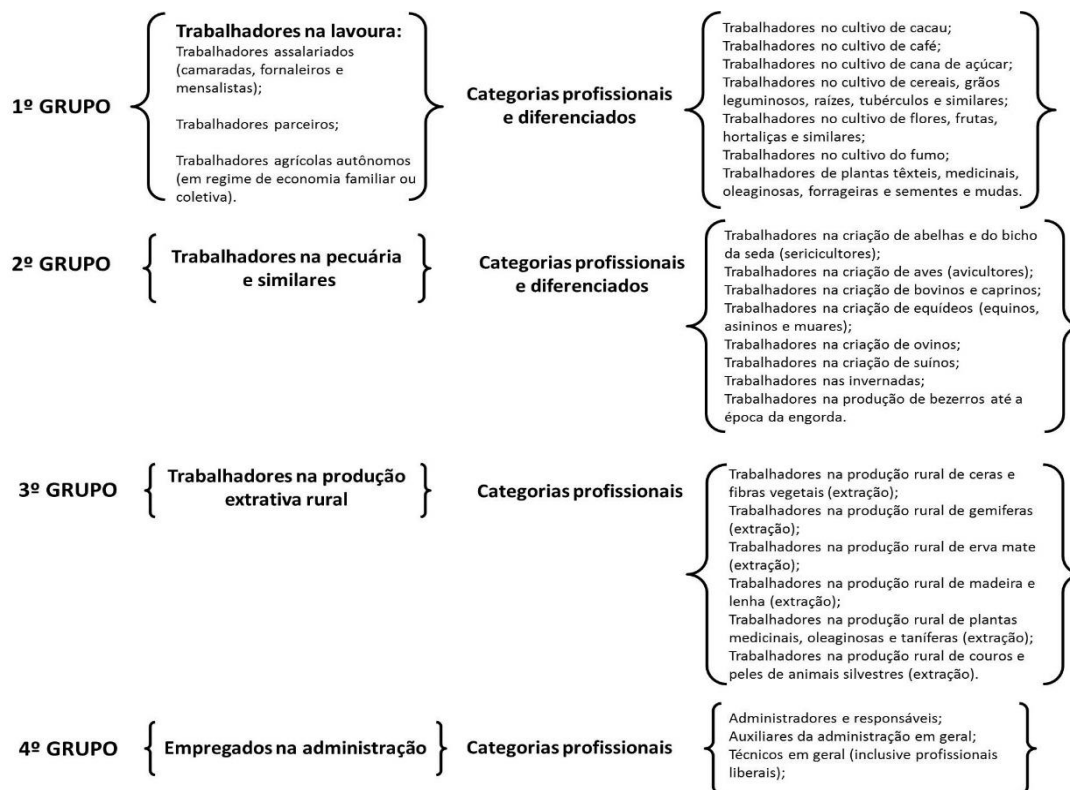 1º GRUPO
Trabalhadores na lavoura:
Trabalhadores assalariados
(camaradas, fornaleiros e
mensalistas);
Trabalhadores parceiros;
Trabalhadores agrícolas autônomos
(em regime de economia familiar ou
coletiva).
Categorias profissionais
e diferenciados
Trabalhadores no cultivo de cacau;
Trabalhadores no cultivo de café;
Trabalhadores no cultivo de cana de açúcar;
Trabalhadores no cultivo de cereais, grãos
leguminosos, raízes, tubérculos e similares;
Trabalhadores no cultivo de flores, frutas,
hortaliças e similares;
Trabalhadores no cultivo do fumo;
Trabalhadores de plantas têxteis, medicinais,
oleaginosas, forrageiras e sementes e mudas.
2º GRUPO
Trabalhadores na pecuária
e similares
Categorias profissionais
e diferenciados
Trabalhadores na criação de abelhas e do bicho
da seda (sericicultores);
Trabalhadores na criação de aves (avicultores);
Trabalhadores na criação de bovinos e caprinos;
Trabalhadores na criação de equídeos (equinos,
asininos e muares);
Trabalhadores na criação de ovinos;
Trabalhadores na criação de suínos;
Trabalhadores nas invernadas;
Trabalhadores na produção de bezerros até a
época da engorda.
3º GRUPO
Trabalhadores na produção
extrativa rural
Categorias profissionais
Trabalhadores na produção rural de ceras e
fibras vegetais (extração);
Trabalhadores na produção rural de gemiferas
(extração);
Trabalhadores na produção rural de erva mate
(extração);
Trabalhadores na produção rural de madeira e
lenha (extração);
Trabalhadores na produção rural de plantas
medicinais, oleaginosas e taníferas (extração);
Trabalhadores na produção rural de couros e
peles de animais silvestres (extração).
4º GRUPO
Empregados na administração
Categorias profissionais
Administradores e responsáveis;
Auxiliares da administração em geral;
Técnicos em geral (inclusive profissionais
liberais);